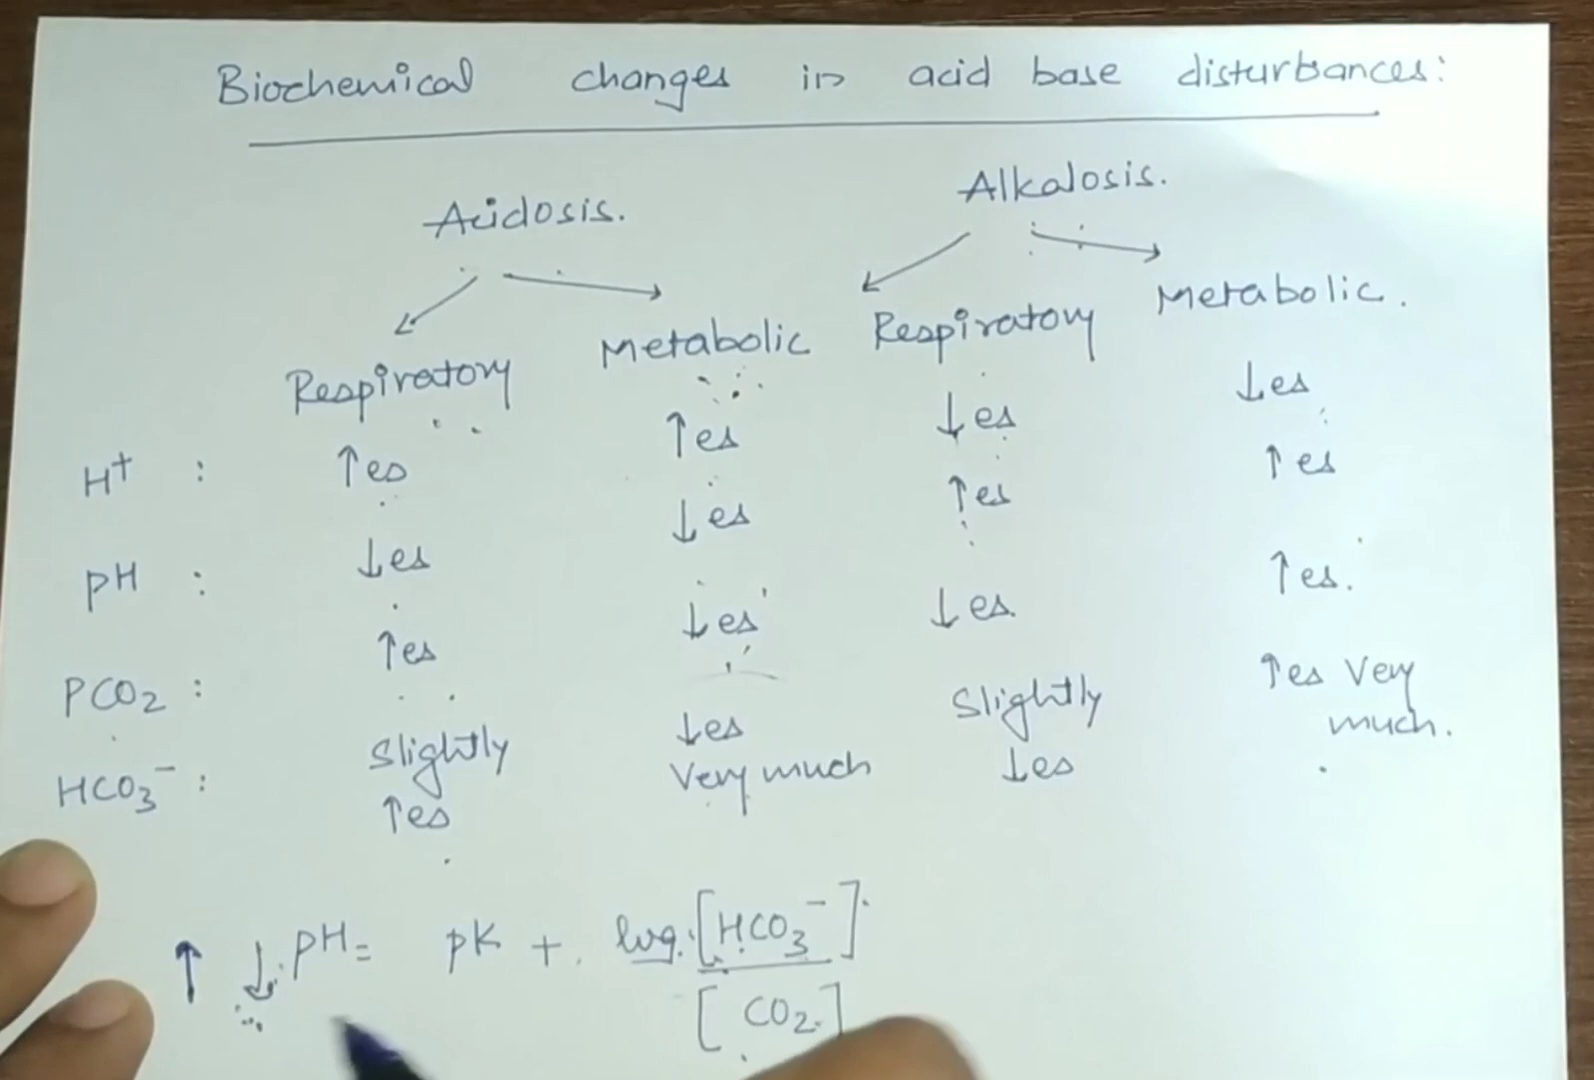 Biochemical changes in acid base disturbances:
Acidosis. Alkalosis.
Respiratory Metabolic Respiratory Metabolic.
H+ : ↑es ↑es ↓es ↓es
pH : ↓es ↓es ↑es ↑es
PCO2 : ↑es ↓es ↓es ↑es.
HCO3- : Slightly ↑es ↓es Very much Slightly ↓es ↑es Very much.
↑ ↓ pH = pK + log. [HCO3-]
[CO2]